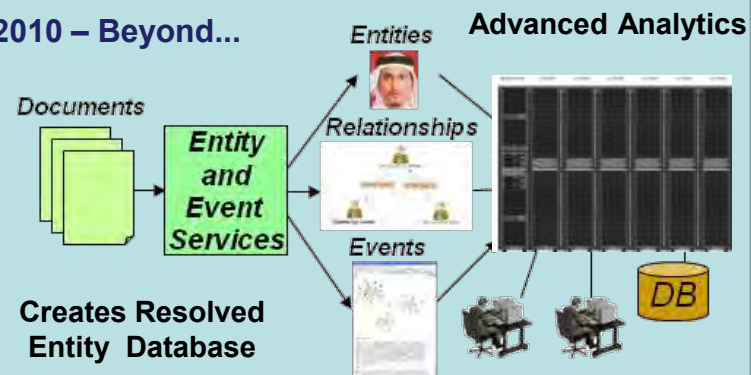 2010 – Beyond...
Advanced Analytics
Entities
Documents
Relationships
Entity
and
Event
Services
Events
DB
Creates Resolved
Entity Database